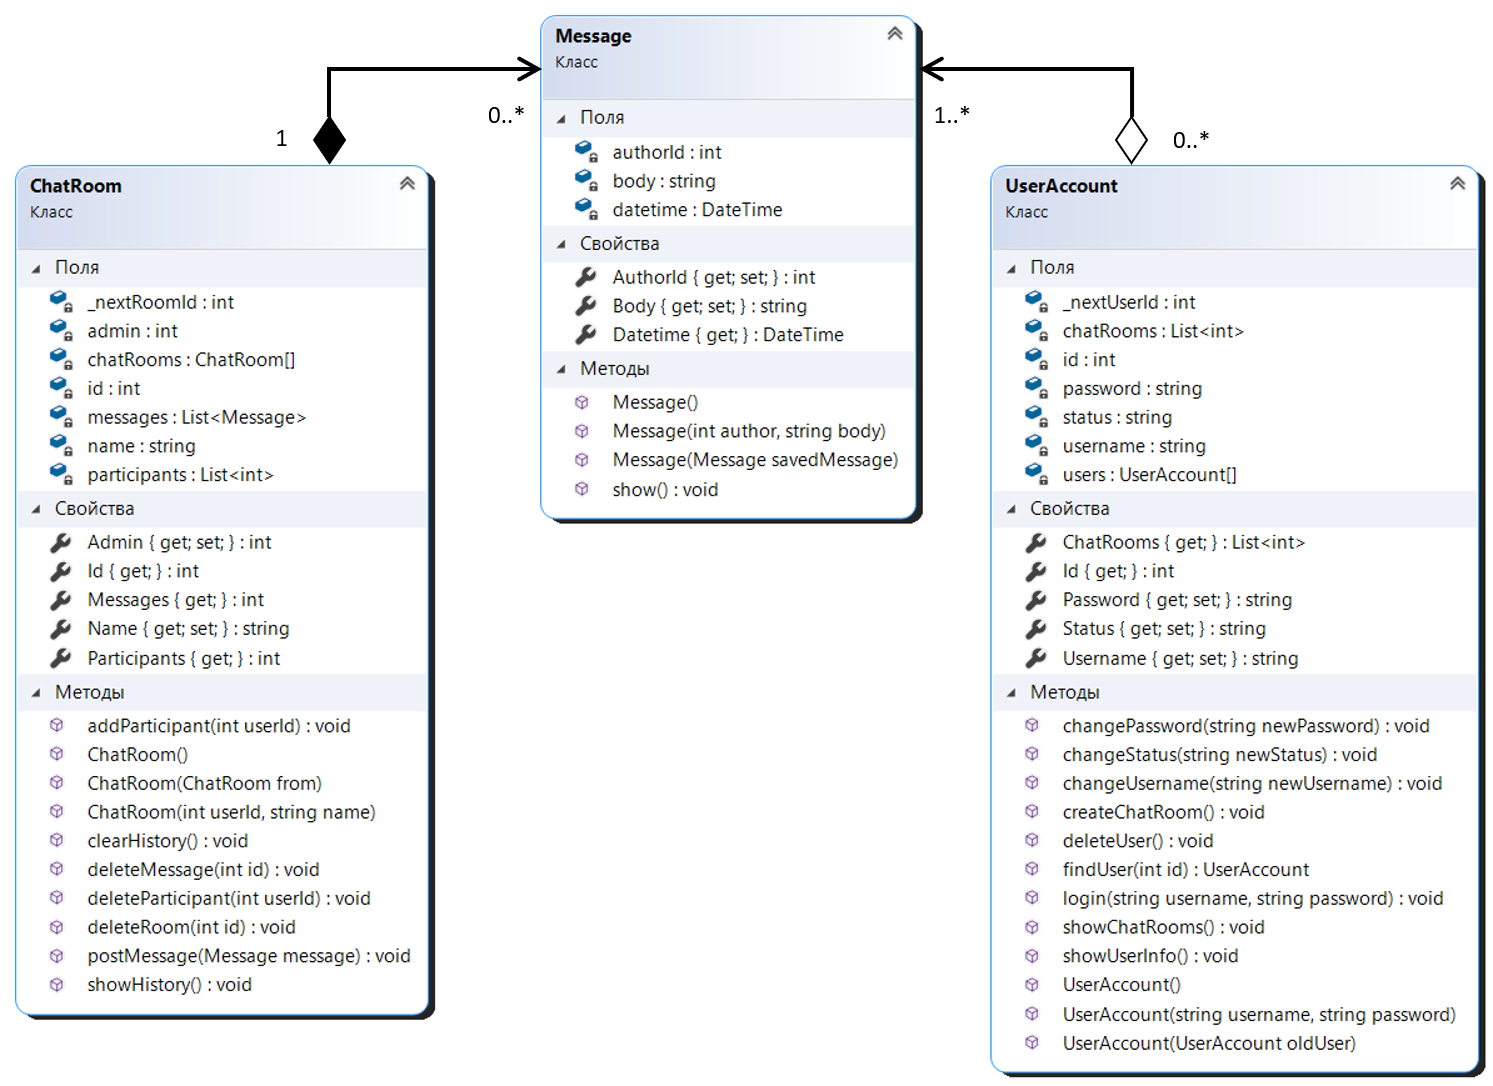 Message
Класс
Поля
authorId : int
body : string
datetime : DateTime
Свойства
AuthorId { get; set; } : int
Body { get; set; } : string
Datetime { get; } : DateTime
Методы
Message()
Message(int author, string body)
Message(Message savedMessage)
show() : void
0..*
1
1..*
0..*
ChatRoom
Класс
Поля
_nextRoomId : int
admin : int
chatRooms : ChatRoom[]
id : int
messages : List<Message>
name : string
participants : List<int>
Свойства
Admin { get; set; } : int
Id { get; } : int
Messages { get; } : int
Name { get; set; } : string
Participants { get; } : int
Методы
addParticipant(int userId) : void
ChatRoom()
ChatRoom(ChatRoom from)
ChatRoom(int userId, string name)
clearHistory() : void
deleteMessage(int id) : void
deleteParticipant(int userId) : void
deleteRoom(int id) : void
postMessage(Message message) : void
showHistory() : void
UserAccount
Класс
Поля
_nextUserId : int
chatRooms : List<int>
id : int
password : string
status : string
username : string
users : UserAccount[]
Свойства
ChatRooms { get; } : List<int>
Id { get; } : int
Password { get; set; } : string
Status { get; set; } : string
Username { get; set; } : string
Методы
changePassword(string newPassword) : void
changeStatus(string newStatus) : void
changeUsername(string newUsername) : void
createChatRoom() : void
deleteUser() : void
findUser(int id) : UserAccount
login(string username, string password) : void
showChatRooms() : void
showUserInfo() : void
UserAccount()
UserAccount(string username, string password)
UserAccount(UserAccount oldUser)